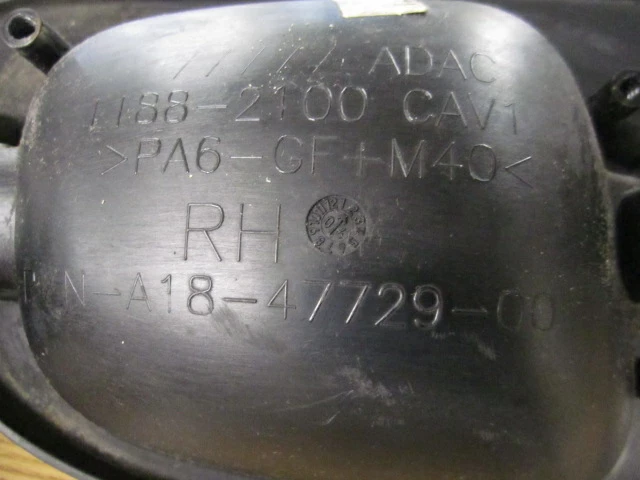 ADAC
1188-2100 CAV1
>PA6-GF+M40<
RH
P/N-A18-47729-00